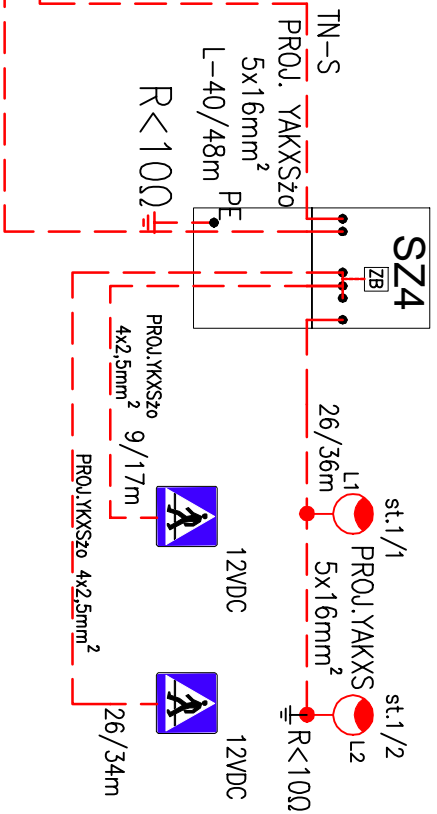 TN-S
PROJ. YAKXSżo
5x16mm²
L-40/48m
R<10Ω
PE
SZ4
ZB
26/36m
L1
st.1/1
PROJ.YAKXS
5x16mm²
st.1/2
L2
R<10Ω
PROJ.YKXSżo
4x2,5mm²
9/17m
12VDC
PROJ.YKXSżo 4x2,5mm²
26/34m
12VDC